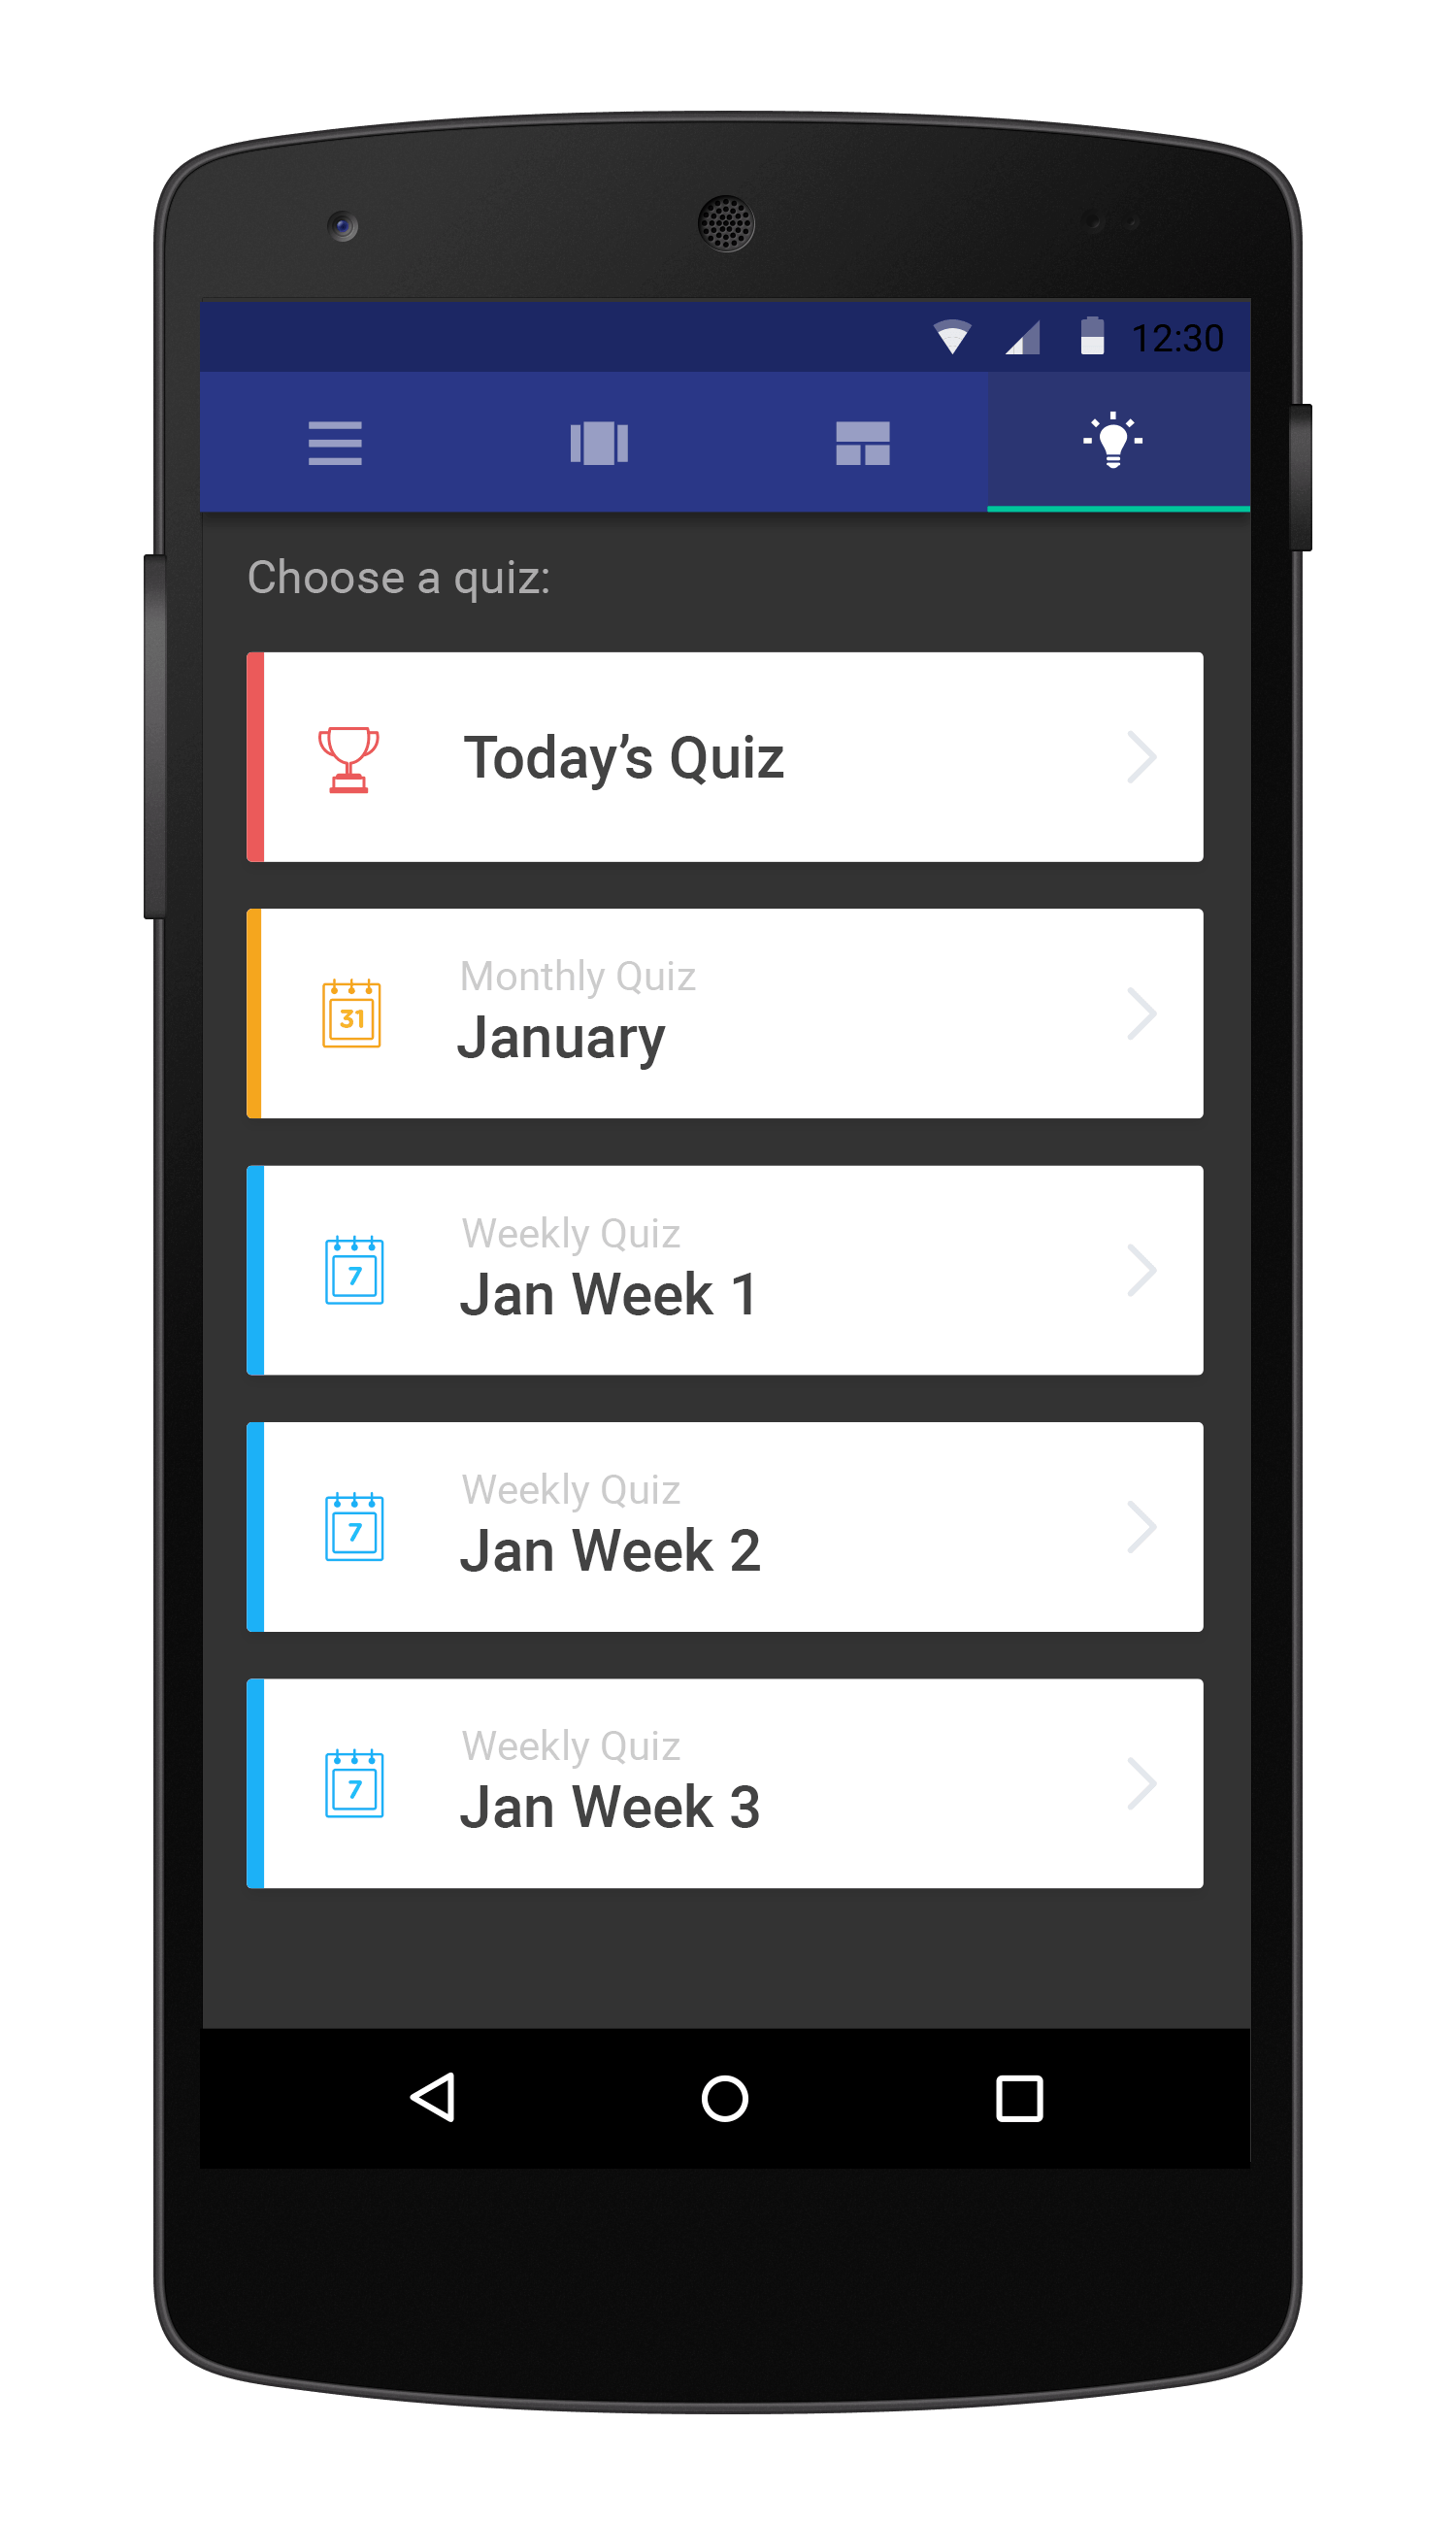 12:30
Choose a quiz:
Today’s Quiz
Monthly Quiz
31
January
Weekly Quiz
7
Jan Week 1
Weekly Quiz
7
Jan Week 2
Weekly Quiz
7
Jan Week 3